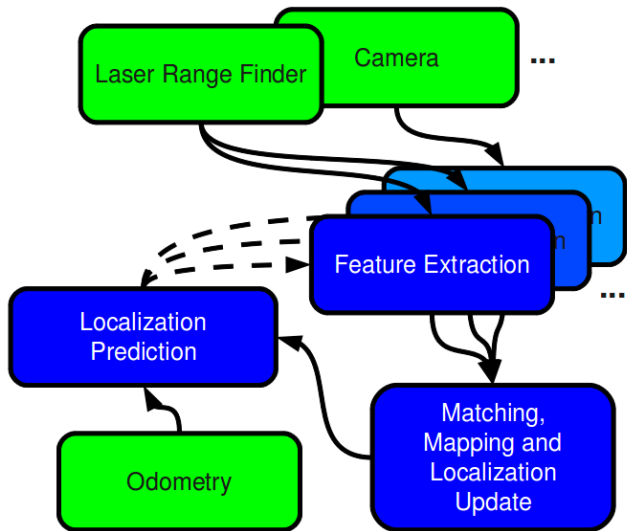 Camera
...
Laser Range Finder
Feature Extraction
...
Localization
Prediction
Matching,
Mapping and
Localization
Update
Odometry